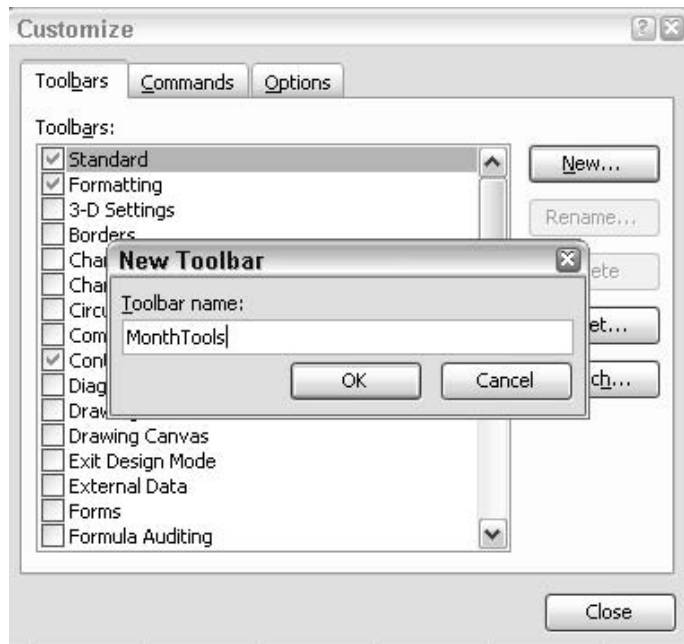 Customize
Toolbars Commands Options
Toolbars:
Standard
New...
Formatting
3-D Settings
Rename...
Borders
New Toolbar
Toolbar name:
MonthTools
OK Cancel
Drawing Canvas
Exit Design Mode
External Data
Forms
Formula Auditing
Close